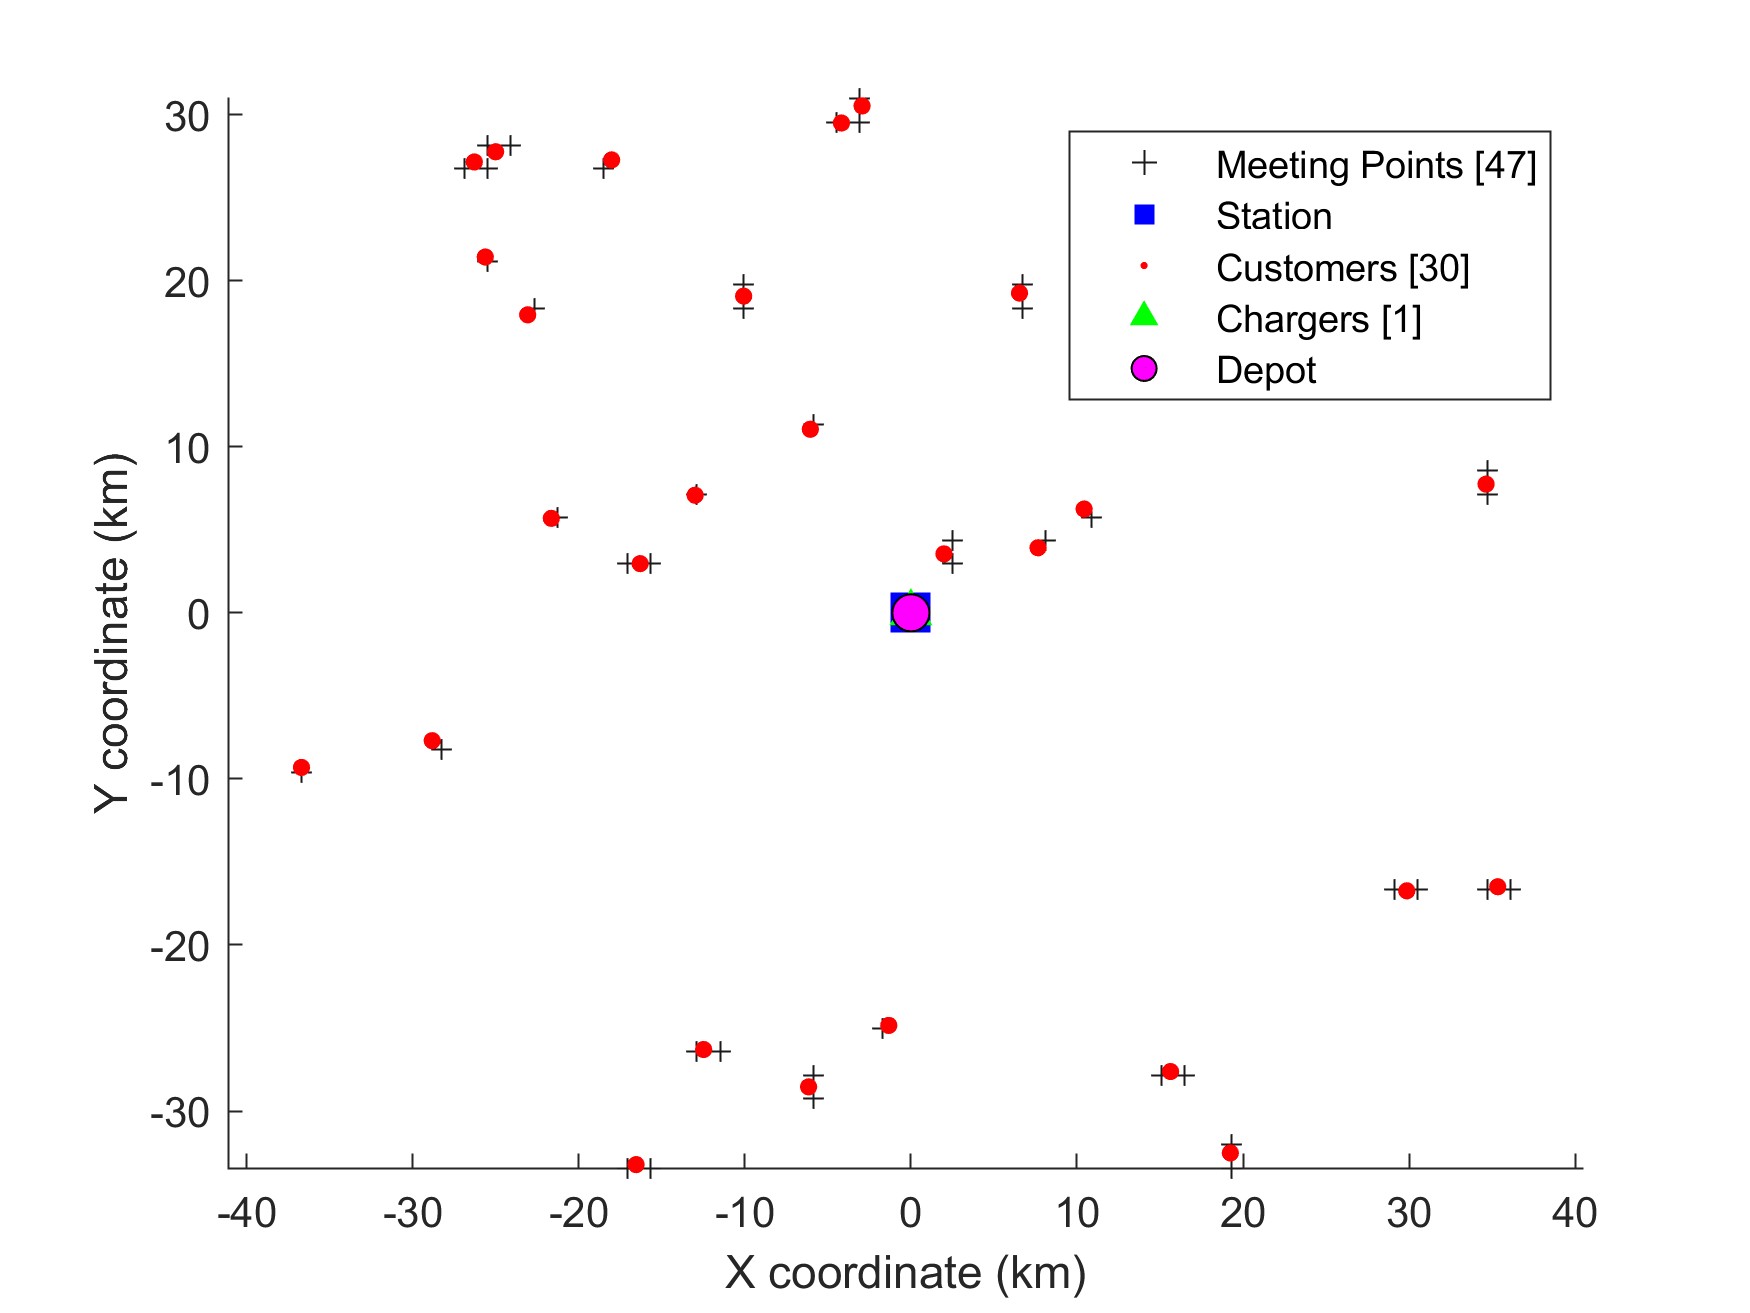 30
20
10
0
-10
-20
-30
Y coordinate (km)
Meeting Points [47]
Station
Customers [30]
Chargers [1]
Depot
-40 -30 -20 -10 0 10 20 30 40
X coordinate (km)